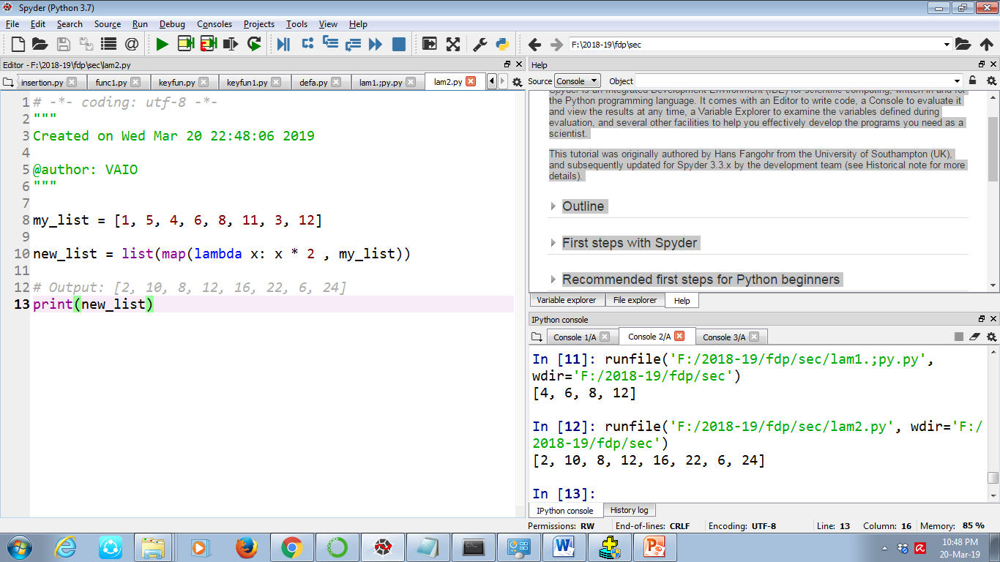 Spyder (Python 3.7)
File Edit Search Source Run Debug Consoles Projects Tools View Help
F:\2018-19\fdp\sec
Editor - F:\2018-19\fdp\sec\lam2.py
insertion.py func1.py keyfun.py keyfun1.py defa.py lam1.;py.py lam2.py
1 # -*- coding: utf-8 -*-
2 """
3 Created on Wed Mar 20 22:48:06 2019
4
5 @author: VAIO
6 """
7
8 my_list = [1, 5, 4, 6, 8, 11, 3, 12]
9
10 new_list = list(map(lambda x: x * 2 , my_list))
11
12 # Output: [2, 10, 8, 12, 16, 22, 6, 24]
13 print(new_list)
Help
Source Console Object
Spyder is an Integrated Development Environment (IDE) for scientific computing, written in and for
the Python programming language. It comes with an Editor to write code, a Console to evaluate it
and view the results at any time, a Variable Explorer to examine the variables defined during
evaluation, and several other facilities to help you effectively develop the programs you need as a
scientist.
This tutorial was originally authored by Hans Fangohr from the University of Southampton (UK),
and subsequently updated for Spyder 3.3.x by the development team (see Historical note for more
details).
Outline
First steps with Spyder
Recommended first steps for Python beginners
Variable explorer File explorer Help
IPython console
Console 1/A Console 2/A Console 3/A
In [11]: runfile('F:/2018-19/fdp/sec/lam1.;py.py',
wdir='F:/2018-19/fdp/sec')
[4, 6, 8, 12]
In [12]: runfile('F:/2018-19/fdp/sec/lam2.py', wdir='F:/
2018-19/fdp/sec')
[2, 10, 8, 12, 16, 22, 6, 24]
In [13]:
IPython console History log
Permissions: RW End-of-lines: CRLF Encoding: UTF-8 Line: 13 Column: 16 Memory: 85 %
10:48 PM
20-Mar-19